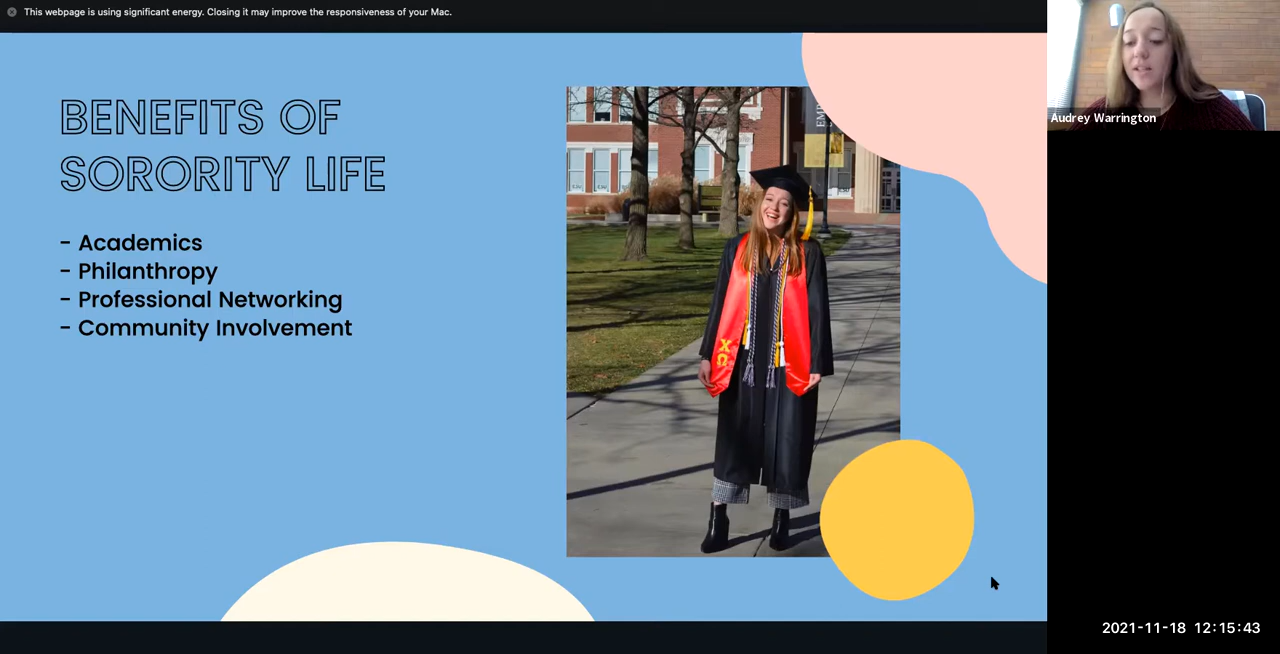 This webpage is using significant energy. Closing it may improve the responsiveness of your Mac.
BENEFITS OF
SORORITY LIFE
- Academics
- Philanthropy
- Professional Networking
- Community Involvement
ΧΩ
Audrey Warrington
2021-11-18 12:15:43